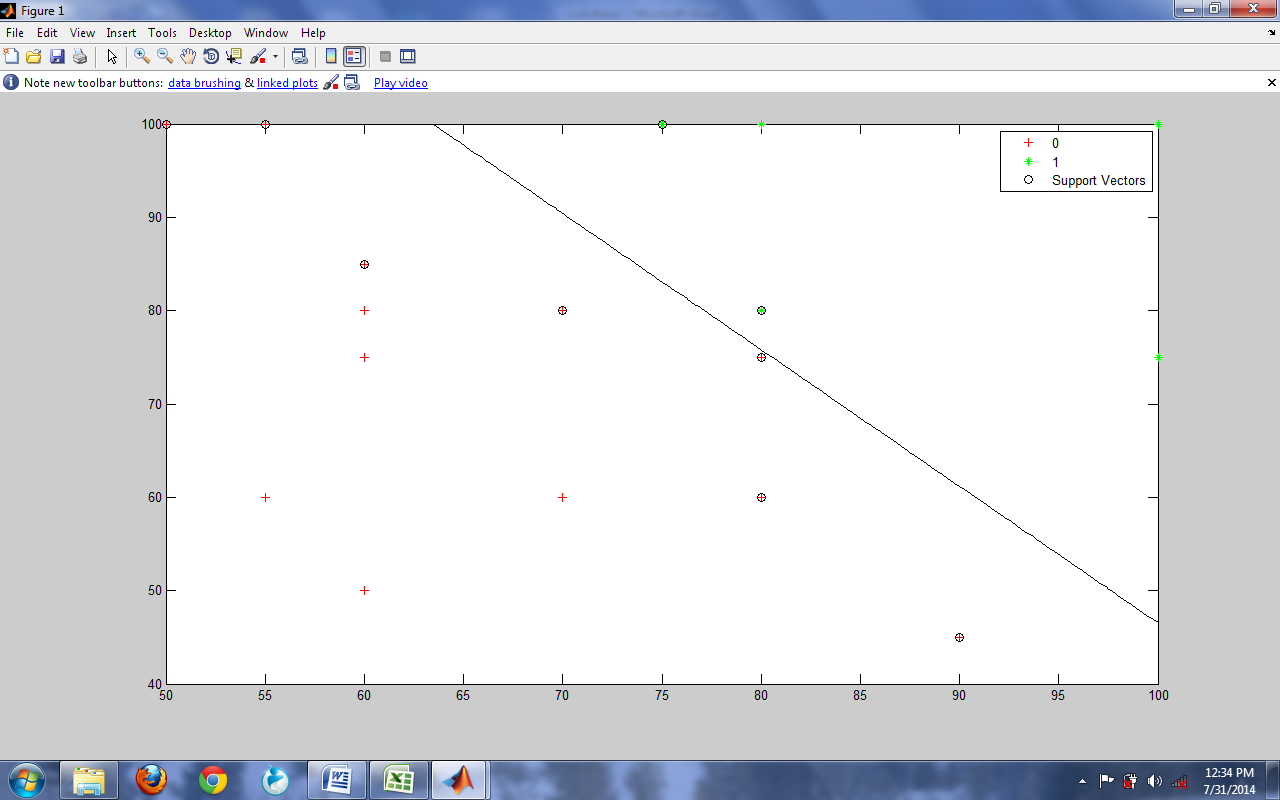 Figure 1
File Edit View Insert Tools Desktop Window Help
Note new toolbar buttons: data brushing & linked plots Play video
100
90
80
70
60
50
40
50 55 60 65 70 75 80 85 90 95 100
0
1
Support Vectors
12:34 PM
7/31/2014